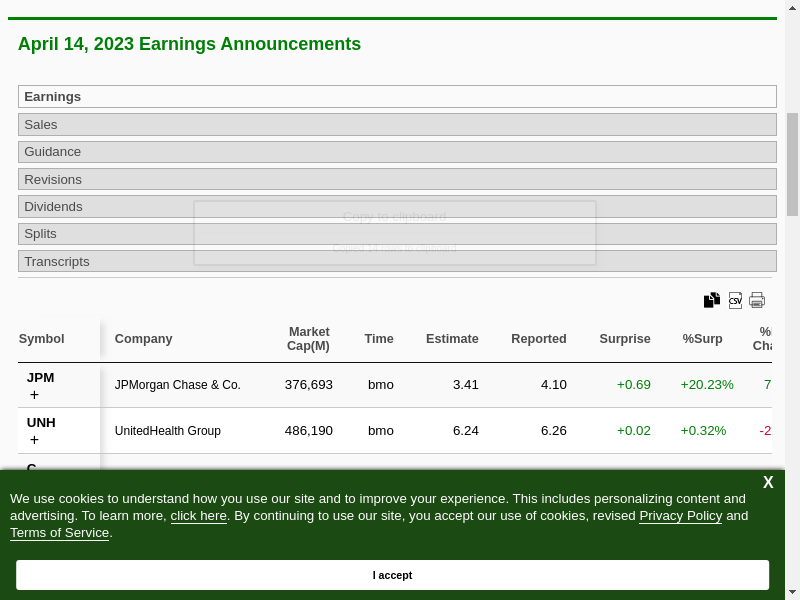 April 14, 2023 Earnings Announcements
Earnings
Sales
Guidance
Revisions
Dividends
Splits
Transcripts
Copy to clipboard
Copied 14 rows to clipboard
CSV
Symbol Company Market Cap(M) Time Estimate Reported Surprise %Surp
JPM + JPMorgan Chase & Co. 376,693 bmo 3.41 4.10 +0.69 +20.23% 7
UNH + UnitedHealth Group 486,190 bmo 6.24 6.26 +0.02 +0.32% -2
We use cookies to understand how you use our site and to improve your experience. This includes personalizing content and
advertising. To learn more, click here. By continuing to use our site, you accept our use of cookies, revised Privacy Policy and
Terms of Service.
X
I accept